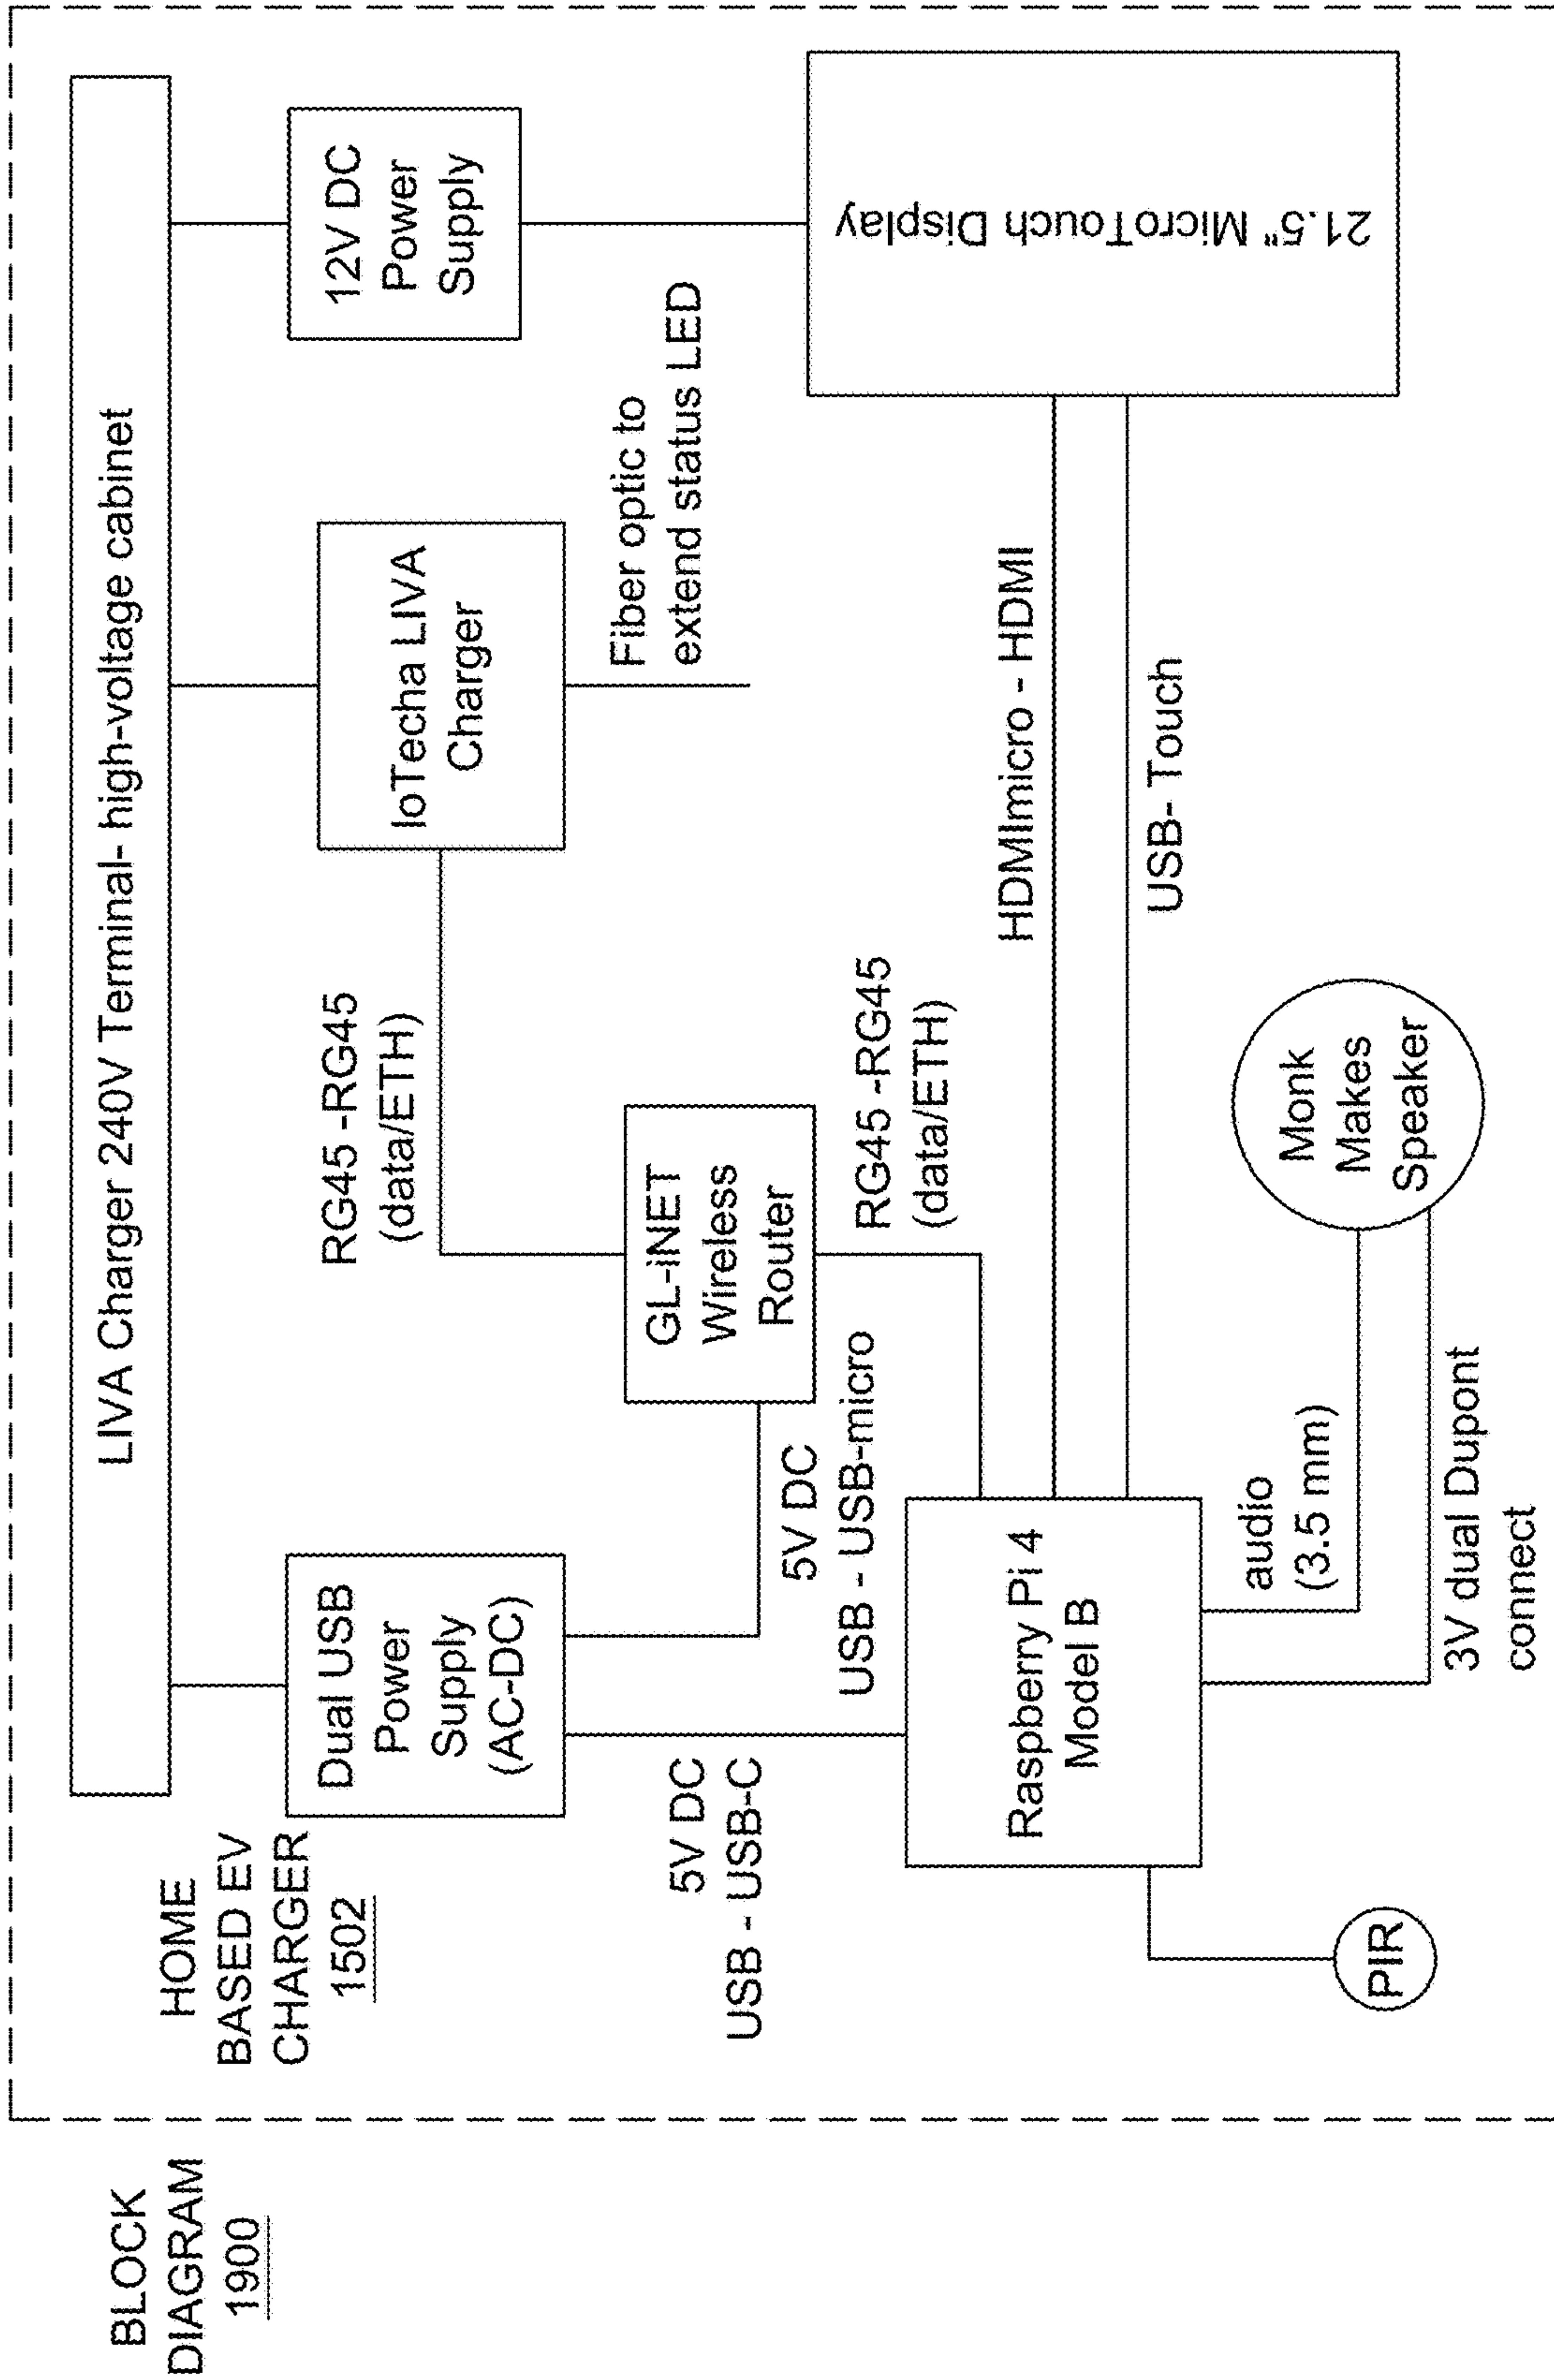 BLOCK
DIAGRAM
1900
HOME
BASED EV
CHARGER
1502
LIVA Charger 240V Terminal- high-voltage cabinet
Dual USB
Power
Supply
(AC-DC)
IoTecha LIVA
Charger
12V DC
Power
Supply
RG45 -RG45
(data/ETH)
Fiber optic to
extend status LED
GL-iNET
Wireless
Router
5V DC
USB - USB-C
5V DC
USB - USB-micro
RG45 -RG45
(data/ETH)
21.5" MicroTouch Display
HDMImicro - HDMI
USB- Touch
Raspberry Pi 4
Model B
audio
(3.5 mm)
Monk
Makes
Speaker
PIR
3V dual Dupont
connect